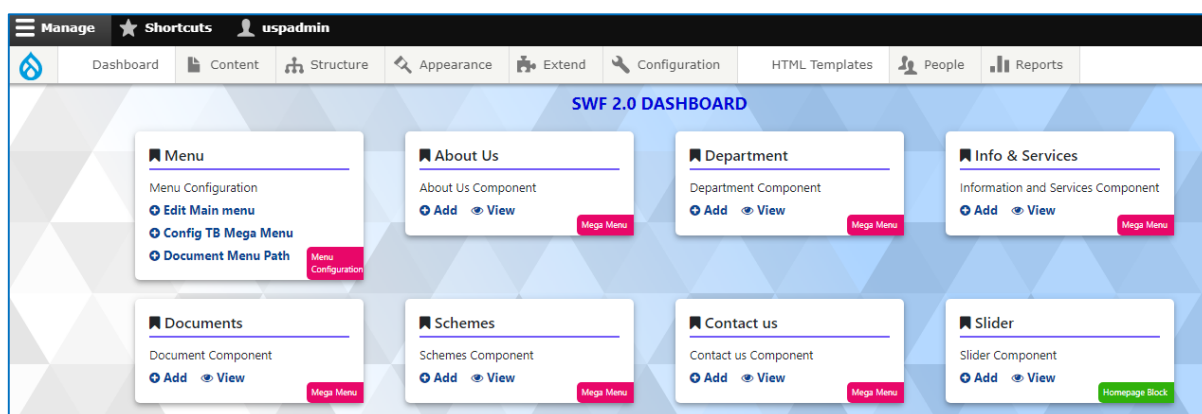 Manage Shortcuts uspadmin
Dashboard Content Structure Appearance Extend Configuration HTML Templates People Reports
SWF 2.0 DASHBOARD
Menu
Menu Configuration
Edit Main menu
Config TB Mega Menu
Document Menu Path
Menu
Configuration
About Us
About Us Component
Add View
Mega Menu
Department
Department Component
Add View
Mega Menu
Info & Services
Information and Services Component
Add View
Mega Menu
Documents
Document Component
Add View
Mega Menu
Schemes
Schemes Component
Add View
Mega Menu
Contact us
Contact us Component
Add View
Mega Menu
Slider
Slider Component
Add View
Homepage Block